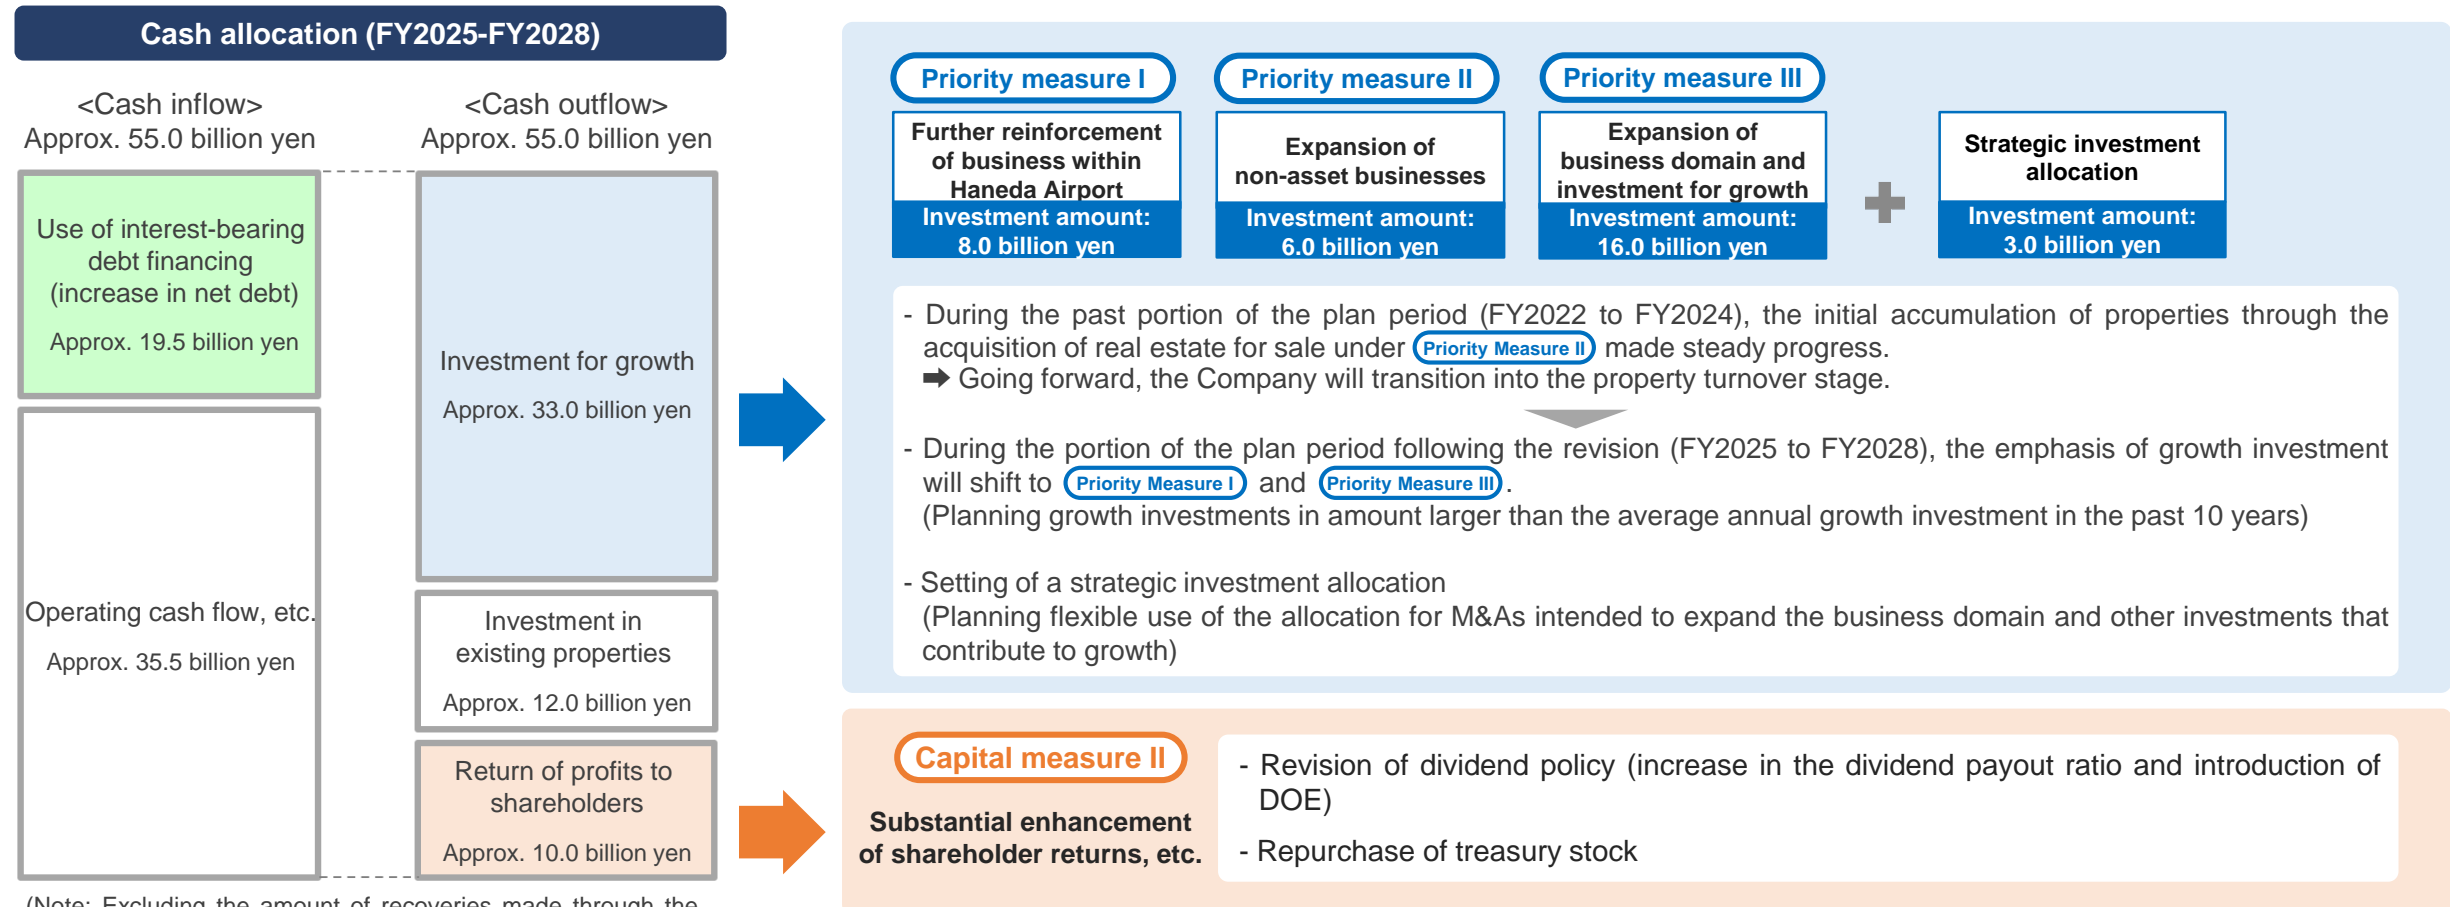 Cash allocation (FY2025-FY2028)
<Cash inflow>
Approx. 55.0 billion yen
<Cash outflow>
Approx. 55.0 billion yen
Use of interest-bearing
debt financing
(increase in net debt)
Approx. 19.5 billion yen
Operating cash flow, etc.
Approx. 35.5 billion yen
Investment for growth
Approx. 33.0 billion yen
Investment in
existing properties
Approx. 12.0 billion yen
Return of profits to
shareholders
Approx. 10.0 billion yen
(Note: Excluding the amount of recoveries made through the
Priority measure I
Further reinforcement
of business within
Haneda Airport
Investment amount:
8.0 billion yen
Priority measure II
Expansion of
non-asset businesses
Investment amount:
6.0 billion yen
Priority measure III
Expansion of
business domain and
investment for growth
Investment amount:
16.0 billion yen
Strategic investment
allocation
Investment amount:
3.0 billion yen
- During the past portion of the plan period (FY2022 to FY2024), the initial accumulation of properties through the
acquisition of real estate for sale under Priority Measure II made steady progress.
➡ Going forward, the Company will transition into the property turnover stage.
- During the portion of the plan period following the revision (FY2025 to FY2028), the emphasis of growth investment
will shift to Priority Measure I and Priority Measure III.
(Planning growth investments in amount larger than the average annual growth investment in the past 10 years)
- Setting of a strategic investment allocation
(Planning flexible use of the allocation for M&As intended to expand the business domain and other investments that
contribute to growth)
Capital measure II
Substantial enhancement
of shareholder returns, etc.
- Revision of dividend policy (increase in the dividend payout ratio and introduction of
DOE)
- Repurchase of treasury stock